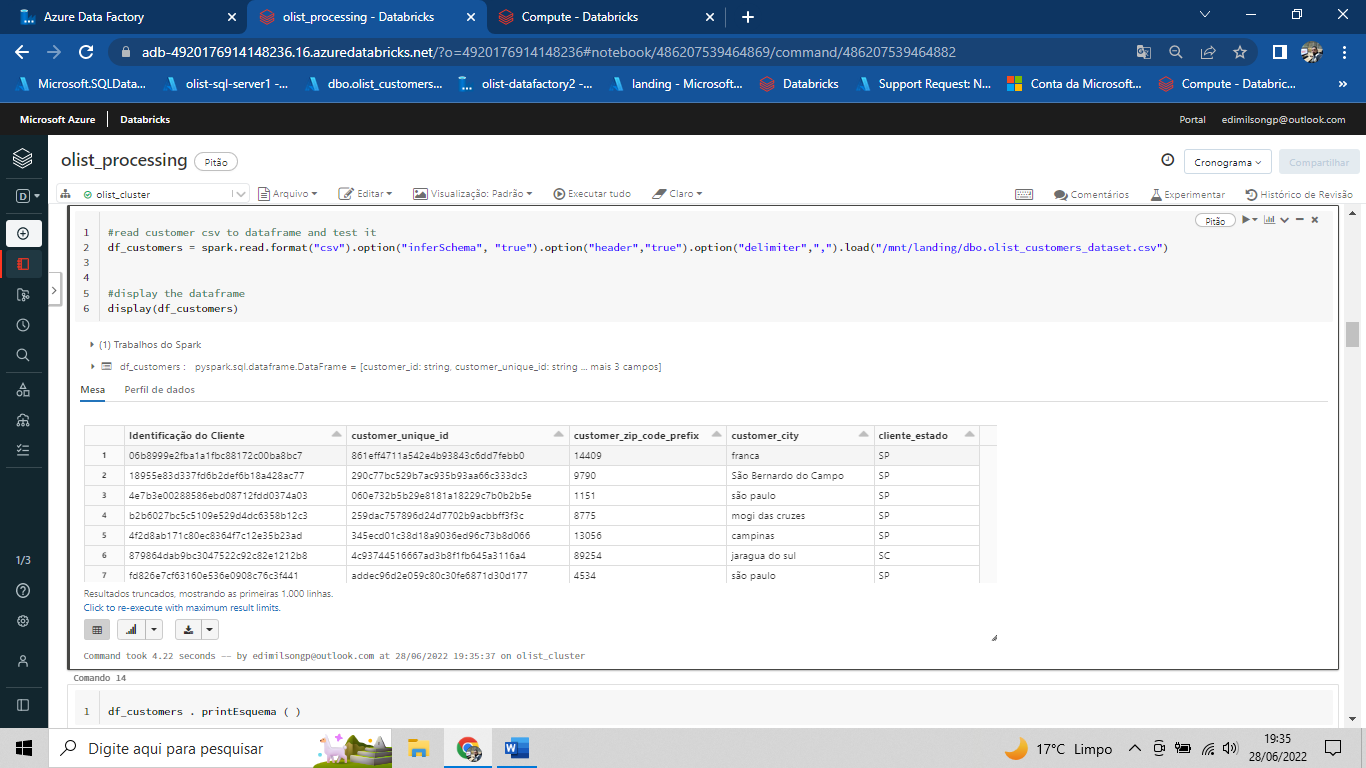 Azure Data Factory
olist_processing - Databricks
Compute - Databricks
adb-4920176914148236.16.azuredatabricks.net/?o=4920176914148236#notebook/486207539464869/command/486207539464882
Microsoft.SQLData...
olist-sql-server1 -...
dbo.olist_customers...
olist-datafactory2 -...
landing - Microsoft...
Databricks
Support Request: N...
Conta da Microsoft...
Compute - Databric...
»
Microsoft Azure
Databricks
Portal
edimilsongp@outlook.com
olist_processing
Pitão
Cronograma
Compartilhar
D
olist_cluster
Arquivo
Editar
Visualização: Padrão
Executar tudo
Claro
Comentários
Experimentar
Histórico de Revisão
Pitão
1 #read customer csv to dataframe and test it
2 df_customers = spark.read.format("csv").option("inferSchema", "true").option("header","true").option("delimiter",",").load("/mnt/landing/dbo.olist_customers_dataset.csv")
3
4
5 #display the dataframe
6 display(df_customers)
(1) Trabalhos do Spark
df_customers : pyspark.sql.dataframe.DataFrame = [customer_id: string, customer_unique_id: string ... mais 3 campos]
Mesa Perfil de dados
Identificação do Cliente customer_unique_id customer_zip_code_prefix customer_city cliente_estado
1 06b8999e2fba1a1fbc88172c00ba8bc7 861eff4711a542e4b93843c6dd7febb0 14409 franca SP
2 18955e83d337fd6b2def6b18a428ac77 290c77bc529b7ac935b93aa66c333dc3 9790 São Bernardo do Campo SP
3 4e7b3e00288586ebd08712fdd0374a03 060e732b5b29e8181a18229c7b0b2b5e 1151 são paulo SP
4 b2b6027bc5c5109e529d4dc6358b12c3 259dac757896d24d7702b9acbbff3f3c 8775 mogi das cruzes SP
5 4f2d8ab171c80ec8364f7c12e35b23ad 345ecd01c38d18a9036ed96c73b8d066 13056 campinas SP
6 879864dab9bc3047522c92c82e1212b8 4c93744516667ad3b8f1fb645a3116a4 89254 jaragua do sul SC
7 fd826e7cf63160e536e0908c76c3f441 addec96d2e059c80c30fe6871d30d177 4534 são paulo SP
Resultados truncados, mostrando as primeiras 1.000 linhas.
Click to re-execute with maximum result limits.
Command took 4.22 seconds -- by edimilsongp@outlook.com at 28/06/2022 19:35:37 on olist_cluster
Comando 14
1 df_customers . printEsquema ( )
1/3
Digite aqui para pesquisar
17°C Limpo
19:35
28/06/2022